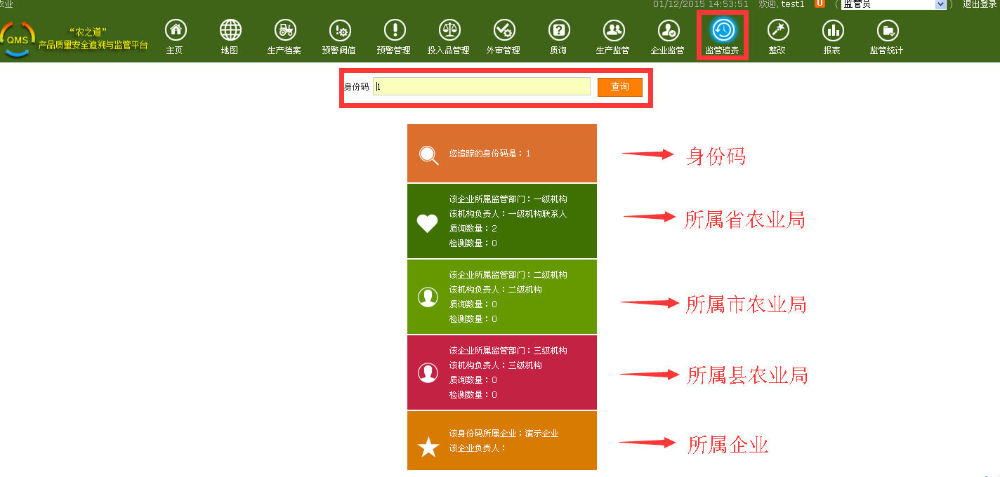 农业
01/12/2015 14:53:51 欢迎, test1 U ( 监管员 ) 退出登录
QMS
“农之道”
产品质量安全追溯与监管平台
主页 地图 生产档案 预警阀值 预警管理 投入品管理 外审管理 质询 生产监管 企业监管 监管追责 整改 报表 监管统计
身份码 1 查询
您追踪的身份码是：1
身份码
该企业所属监管部门：一级机构
该机构负责人：一级机构联系人
质询数量：2
检测数量：0
所属省农业局
该企业所属监管部门：二级机构
该机构负责人：二级机构
质询数量：0
检测数量：0
所属市农业局
该企业所属监管部门：三级机构
该机构负责人：三级机构
质询数量：0
检测数量：0
所属县农业局
该身份码所属企业：演示企业
该企业负责人：
所属企业